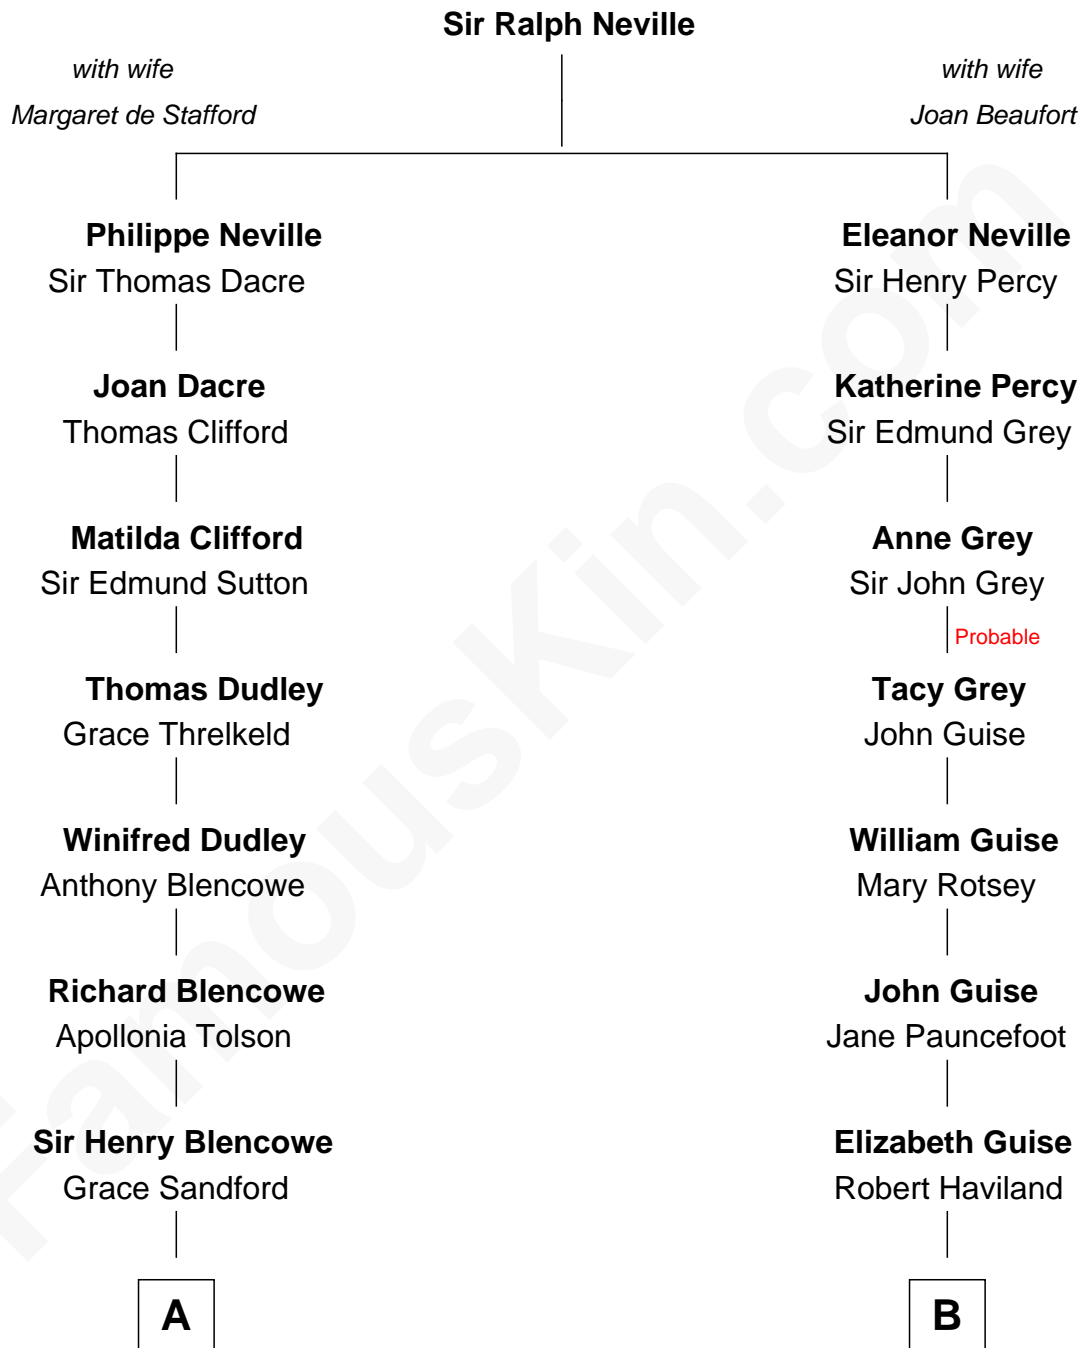 Sir Ralph Neville
with wife
Margaret de Stafford
with wife
Joan Beaufort
Philippe Neville
Sir Thomas Dacre
Eleanor Neville
Sir Henry Percy
Joan Dacre
Thomas Clifford
Katherine Percy
Sir Edmund Grey
Matilda Clifford
Sir Edmund Sutton
Anne Grey
Sir John Grey
Probable
Thomas Dudley
Grace Threlkeld
Tacy Grey
John Guise
Winifred Dudley
Anthony Blencowe
William Guise
Mary Rotsey
Richard Blencowe
Apollonia Tolson
John Guise
Jane Pauncefoot
Sir Henry Blencowe
Grace Sandford
Elizabeth Guise
Robert Haviland
A
B
FamousKin.com